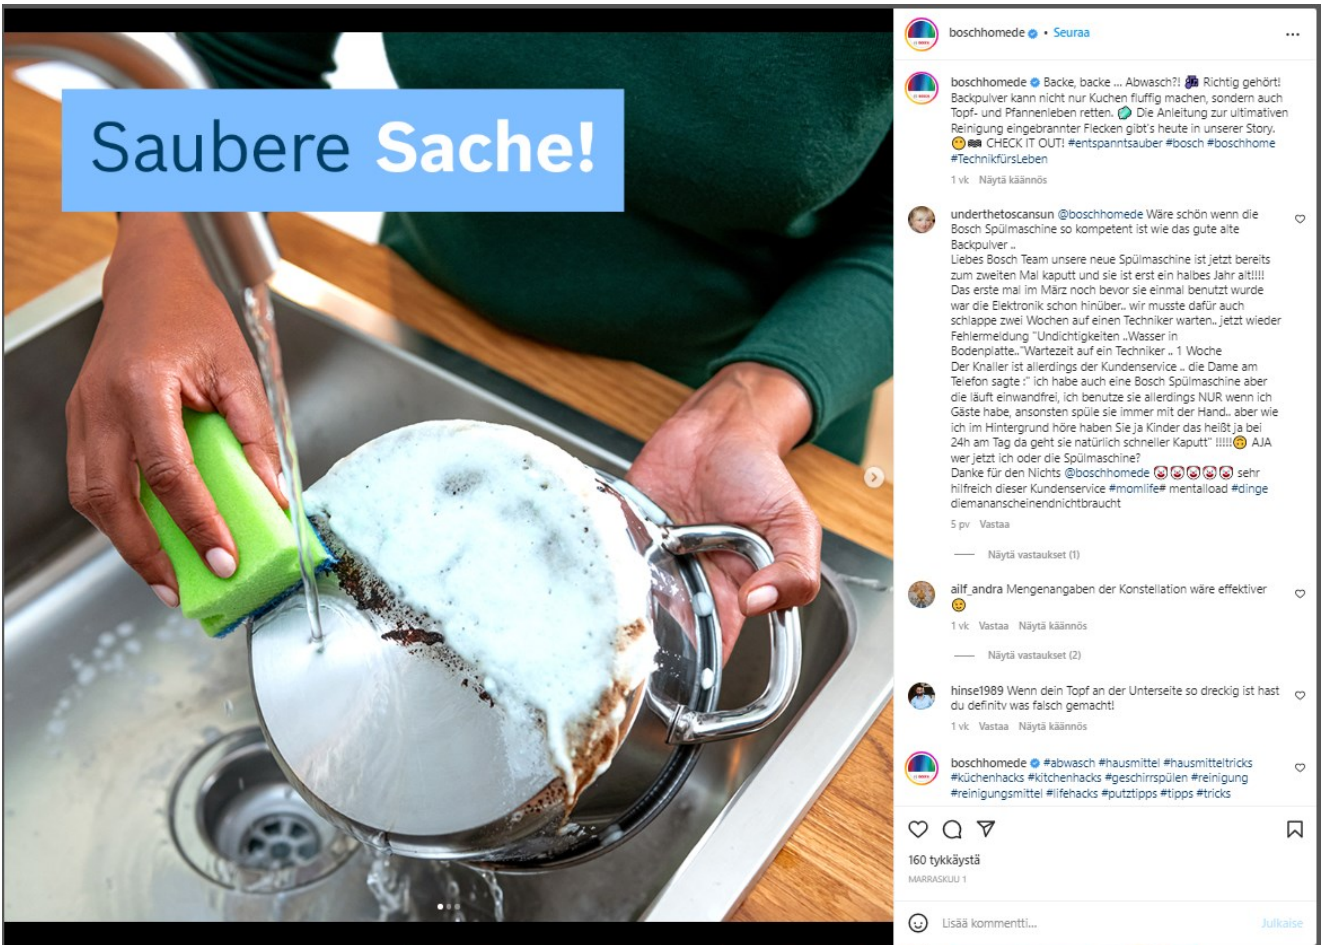 Saubere Sache!
boschhomede • Seuraa
boschhomede Backe, backe ... Abwasch?! Richtig gehört!
Backpulver kann nicht nur Kuchen fluffig machen, sondern auch
Topf- und Pfannenleben retten. Die Anleitung zur ultimativen
Reinigung eingebrannter Flecken gibt's heute in unserer Story.
CHECK IT OUT! #entspanntsauber #bosch #boschhome
#TechnikfürsLeben
1 vk Näytä käännös
underthetoscansun @boschhomede Wäre schön wenn die
Bosch Spülmaschine so kompetent ist wie das gute alte
Backpulver ..
Liebes Bosch Team unsere neue Spülmaschine ist jetzt bereits
zum zweiten Mal kaputt und sie ist erst ein halbes Jahr alt!!!!
Das erste mal im März noch bevor sie einmal benutzt wurde
war die Elektronik schon hinüber.. wir musste dafür auch
schlappe zwei Wochen auf einen Techniker warten.. jetzt wieder
Fehlermeldung "Undichtigkeiten ..Wasser in
Bodenplatte.."Wartezeit auf ein Techniker .. 1 Woche
Der Knaller ist allerdings der Kundenservice .. die Dame am
Telefon sagte :" ich habe auch eine Bosch Spülmaschine aber
die läuft einwandfrei, ich benutze sie allerdings NUR wenn ich
Gäste habe, ansonsten spüle sie immer mit der Hand.. aber wie
ich im Hintergrund höre haben Sie ja Kinder das heißt ja bei
24h am Tag da geht sie natürlich schneller Kaputt" !!!!!🙃 AJA
wer jetzt ich oder die Spülmaschine?
Danke für den Nichts @boschhomede 🤡🤡🤡🤡🤡 sehr
hilfreich dieser Kundenservice #momlife# mentalload #dinge
diemananscheinendnichtbraucht
5 pv Vastaa
Näytä vastaukset (1)
ailf_andra Mengenangaben der Konstellation wäre effektiver
😉
1 vk Vastaa Näytä käännös
Näytä vastaukset (2)
hinse1989 Wenn dein Topf an der Unterseite so dreckig ist hast
du definitv was falsch gemacht!
1 vk Vastaa Näytä käännös
boschhomede #abwasch #hausmittel #hausmitteltricks
#küchenhacks #kitchenhacks #geschirrspülen #reinigung
#reinigungsmittel #lifehacks #putztipps #tipps #tricks
160 tykkäystä
MARRASKUU 1
Lisää kommentti... Julkaise